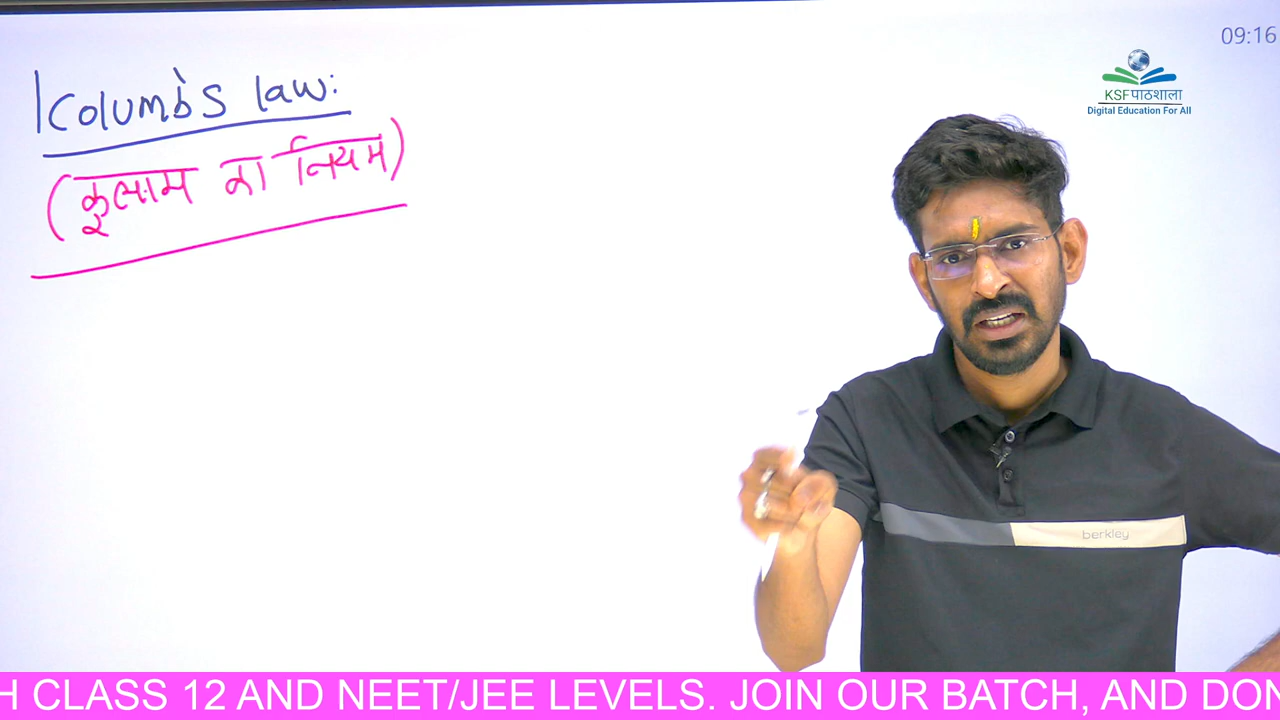 Columb's law:
(कूलाम का नियम)
09:16
KSF पाठशाला
Digital Education For All
berkley
H CLASS 12 AND NEET/JEE LEVELS. JOIN OUR BATCH, AND DON